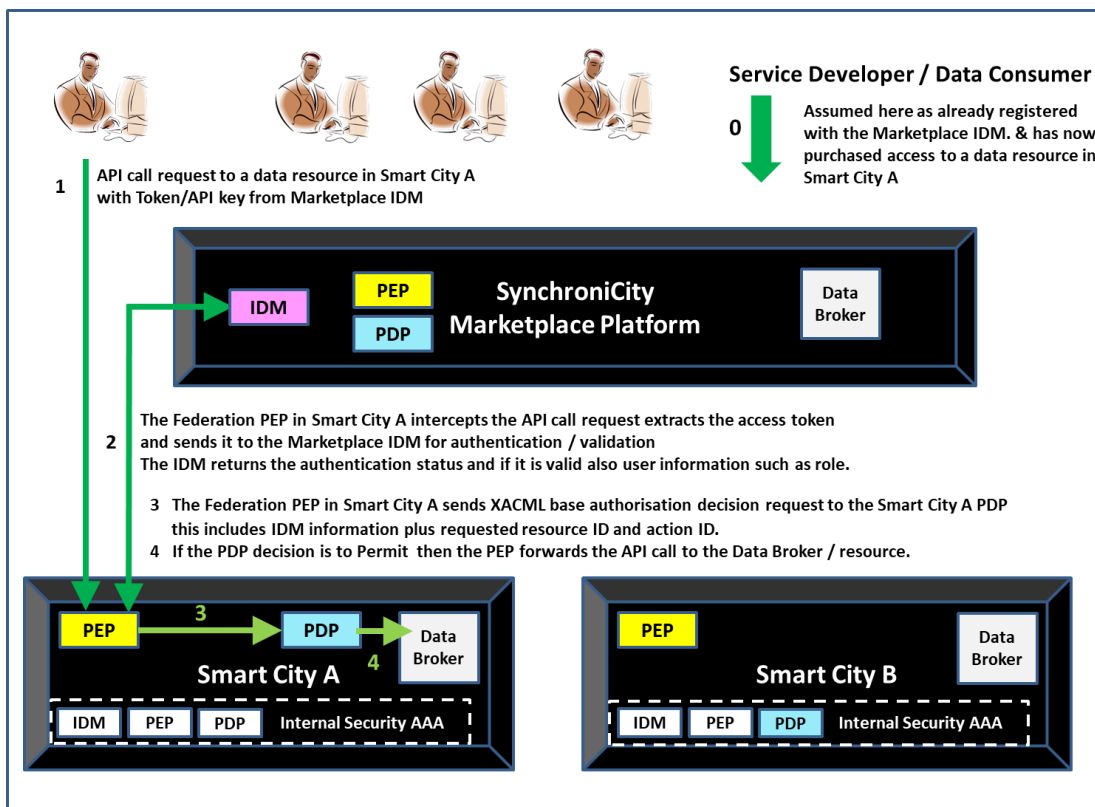 Service Developer / Data Consumer
0
Assumed here as already registered
with the Marketplace IDM. & has now
purchased access to a data resource in
Smart City A
1
API call request to a data resource in Smart City A
with Token/API key from Marketplace IDM
IDM
PEP
PDP
SynchroniCity
Marketplace Platform
Data
Broker
2
The Federation PEP in Smart City A intercepts the API call request extracts the access token
and sends it to the Marketplace IDM for authentication / validation
The IDM returns the authentication status and if it is valid also user information such as role.
3 The Federation PEP in Smart City A sends XACML base authorisation decision request to the Smart City A PDP
this includes IDM information plus requested resource ID and action ID.
4 If the PDP decision is to Permit then the PEP forwards the API call to the Data Broker / resource.
PEP
3
PDP
4
Data
Broker
Smart City A
IDM
PEP
PDP
Internal Security AAA
PEP
Data
Broker
Smart City B
IDM
PEP
PDP
Internal Security AAA